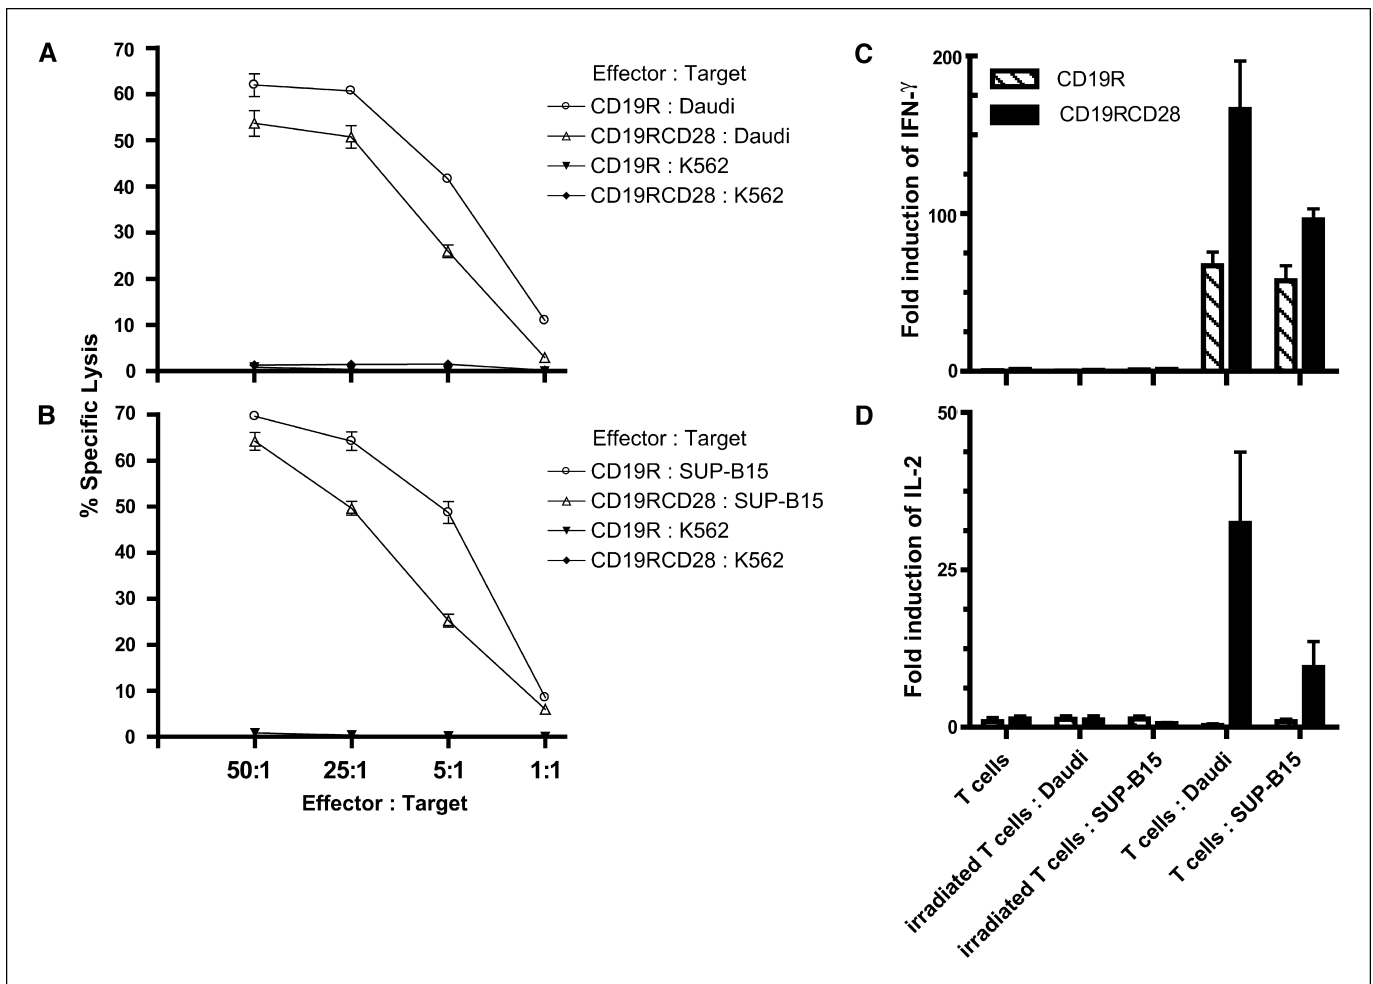 A
% Specific Lysis
70
60
50
40
30
20
10
0
Effector : Target
CD19R : Daudi
CD19RCD28 : Daudi
CD19R : K562
CD19RCD28 : K562
B
70
60
50
40
30
20
10
0
Effector : Target
CD19R : SUP-B15
CD19RCD28 : SUP-B15
CD19R : K562
CD19RCD28 : K562
50:1 25:1 5:1 1:1
Effector : Target
C
Fold induction of IFN-γ
200
100
0
CD19R
CD19RCD28
D
Fold induction of IL-2
50
25
0
T cells
irradiated T cells : Daudi
irradiated T cells : SUP-B15
T cells : Daudi
T cells : SUP-B15